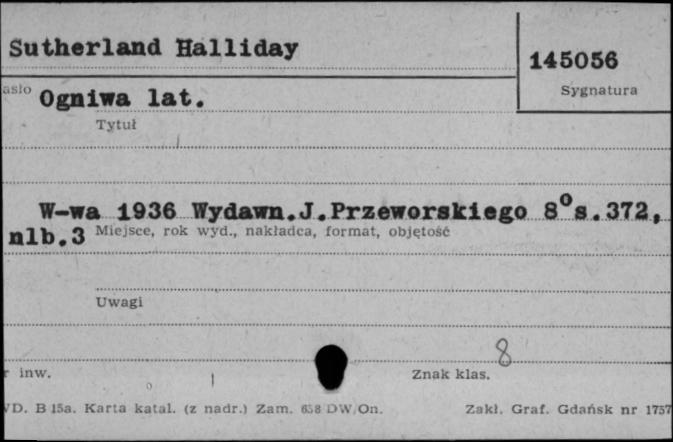 Sutherland Halliday
145056
Sygnatura
asło Ogniwa lat.
Tytuł
W-wa 1936 Wydawn.J.Przeworskiego 8° s.372,
nlb.3 Miejsce, rok wyd., nakładca, format, objętość
Uwagi
8
r inw. Znak klas.
D. B 15a. Karta katal. (z nadr.) Zam. 658 DW/On. Zakł. Graf. Gdańsk nr 1757